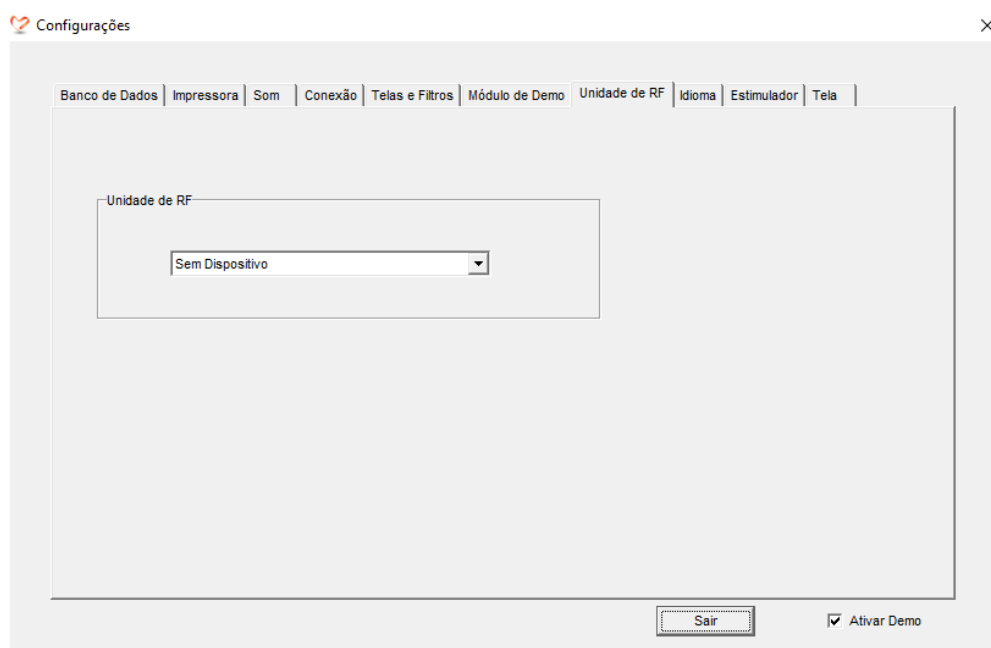 Configurações
Banco de Dados Impressora Som Conexão Telas e Filtros Módulo de Demo Unidade de RF Idioma Estimulador Tela
Unidade de RF
Sem Dispositivo
Sair Ativar Demo